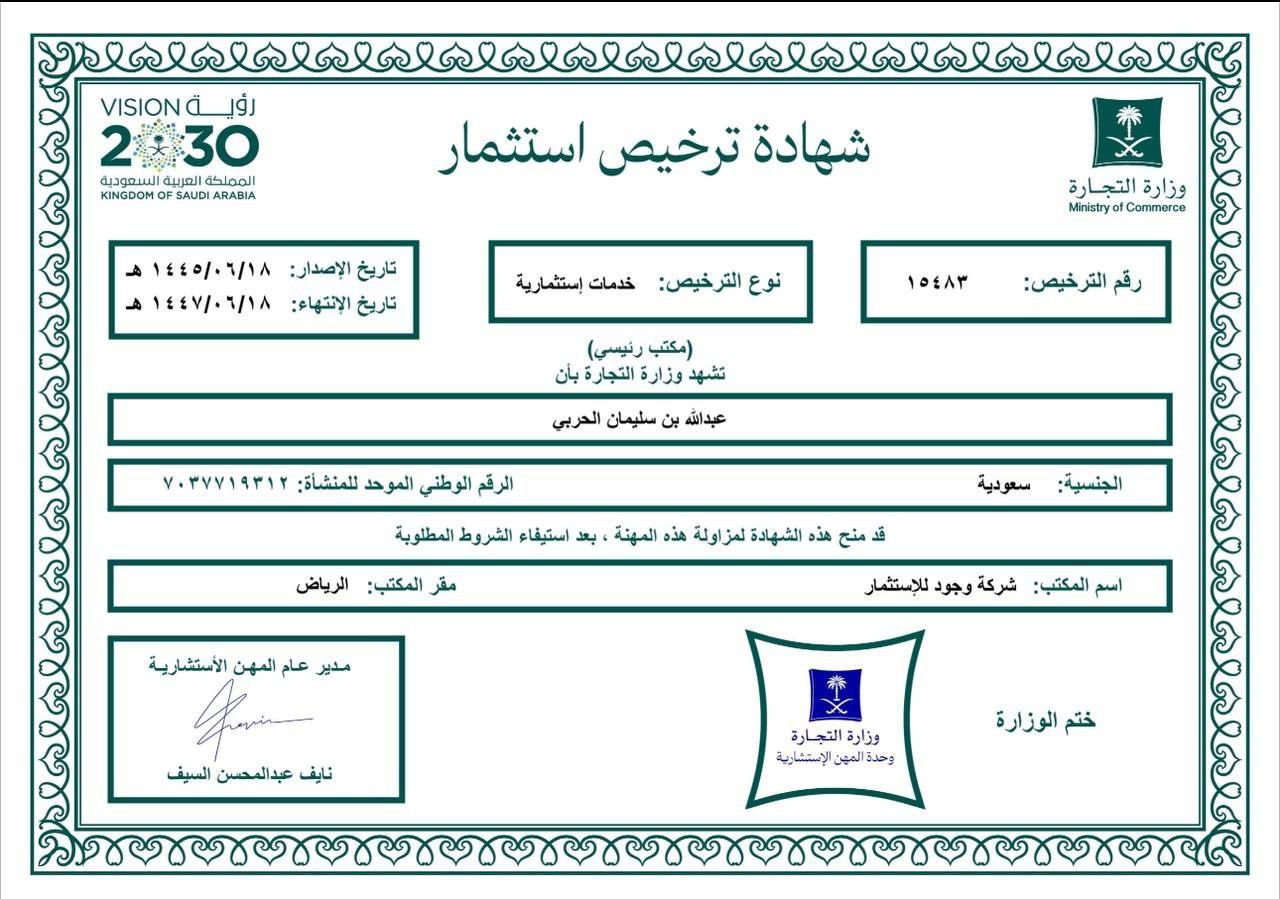 رؤيــة VISION
2030
المملكة العربية السعودية
KINGDOM OF SAUDI ARABIA
شهادة ترخيص استثمار
وزارة التجـارة
Ministry of Commerce
رقم الترخيص: ١٥٤٨٣
نوع الترخيص: خدمات إستثمارية
تاريخ الإصدار: ١٤٤٥/٠٦/١٨ هـ
تاريخ الإنتهاء: ١٤٤٧/٠٦/١٨ هـ
(مكتب رئيسي)
تشهد وزارة التجارة بأن
عبدالله بن سليمان الحربي
الجنسية: سعودية
الرقم الوطني الموحد للمنشأة: ٧٠٣٧٧١٩٣١٢
قد منح هذه الشهادة لمزاولة هذه المهنة ، بعد استيفاء الشروط المطلوبة
اسم المكتب: شركة وجود للإستثمار
مقر المكتب: الرياض
ختم الوزارة
وزارة التجـارة
وحدة المهن الإستشارية
مدير عـام المهـن الأستشاريـة
نايف عبدالمحسن السيف